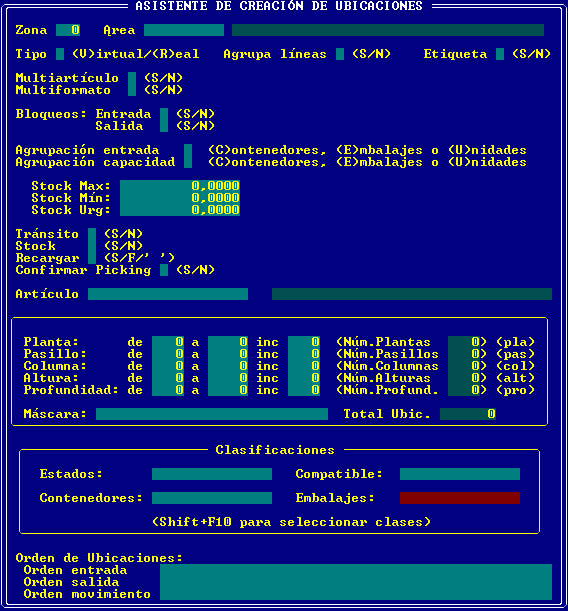 ASISTENTE DE CREACIÓN DE UBICACIONES
Zona 0 Area
Tipo (V)irtual/(R)eal Agrupa líneas (S/N) Etiqueta (S/N)
Multiartículo (S/N)
Multiformato (S/N)
Bloqueos: Entrada (S/N)
Salida (S/N)
Agrupación entrada (C)ontenedores, (E)mbalajes o (U)nidades
Agrupación capacidad (C)ontenedores, (E)mbalajes o (U)nidades
Stock Max: 0,0000
Stock Mín: 0,0000
Stock Urg: 0,0000
Tránsito (S/N)
Stock (S/N)
Recargar (S/F/' ')
Confirmar Picking (S/N)
Artículo
Planta: de 0 a 0 inc 0 (Núm.Plantas 0) (pla)
Pasillo: de 0 a 0 inc 0 (Núm.Pasillos 0) (pas)
Columna: de 0 a 0 inc 0 (Núm.Columnas 0) (col)
Altura: de 0 a 0 inc 0 (Núm.Alturas 0) (alt)
Profundidad: de 0 a 0 inc 0 (Núm.Profund. 0) (pro)
Máscara: Total Ubic. 0
Clasificaciones
Estados: Compatible:
Contenedores: Embalajes:
(Shift+F10 para seleccionar clases)
Orden de Ubicaciones:
Orden entrada
Orden salida
Orden movimiento